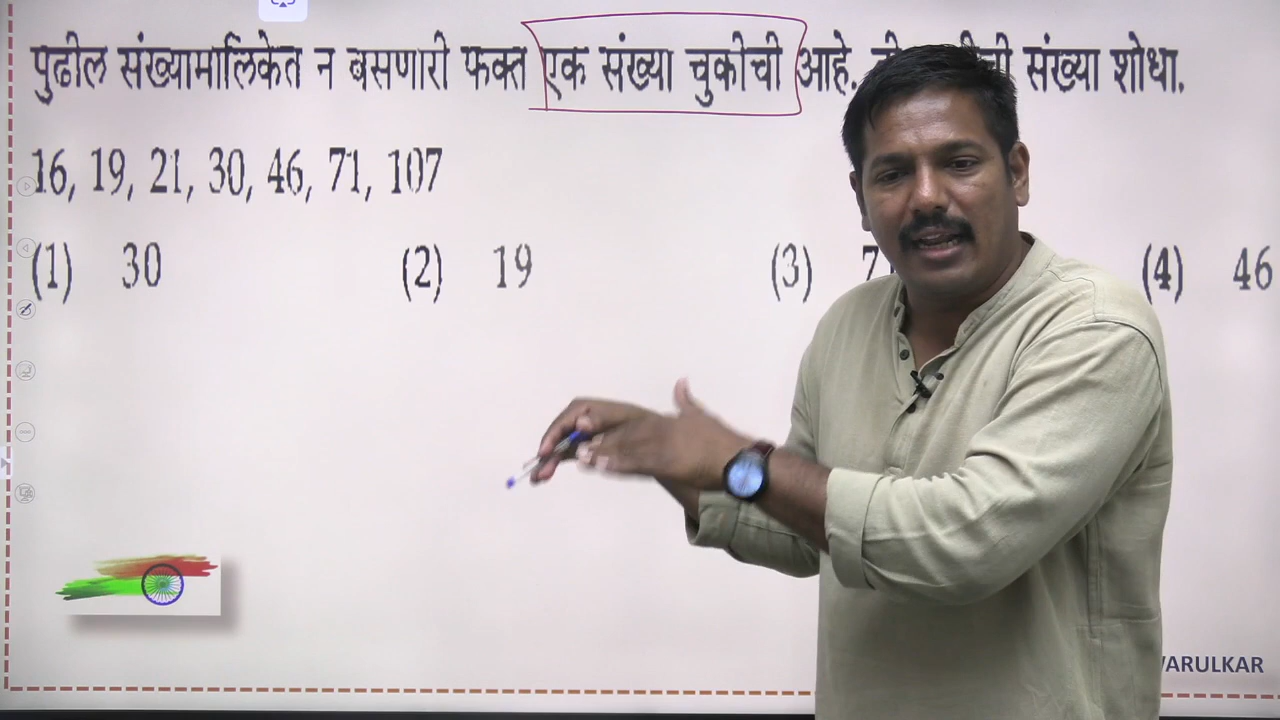 पुढील संख्यामालिकेत न बसणारी फक्त एक संख्या चुकीची आहे. संख्या शोधा.
16, 19, 21, 30, 46, 71, 107
(1) 30 (2) 19 (3) (4) 46
VARULKAR